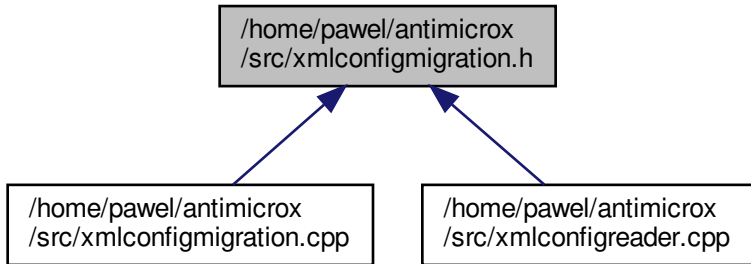 /home/pawel/antimicrox
/src/xmlconfigmigration.h
/home/pawel/antimicrox
/src/xmlconfigmigration.cpp
/home/pawel/antimicrox
/src/xmlconfigreader.cpp